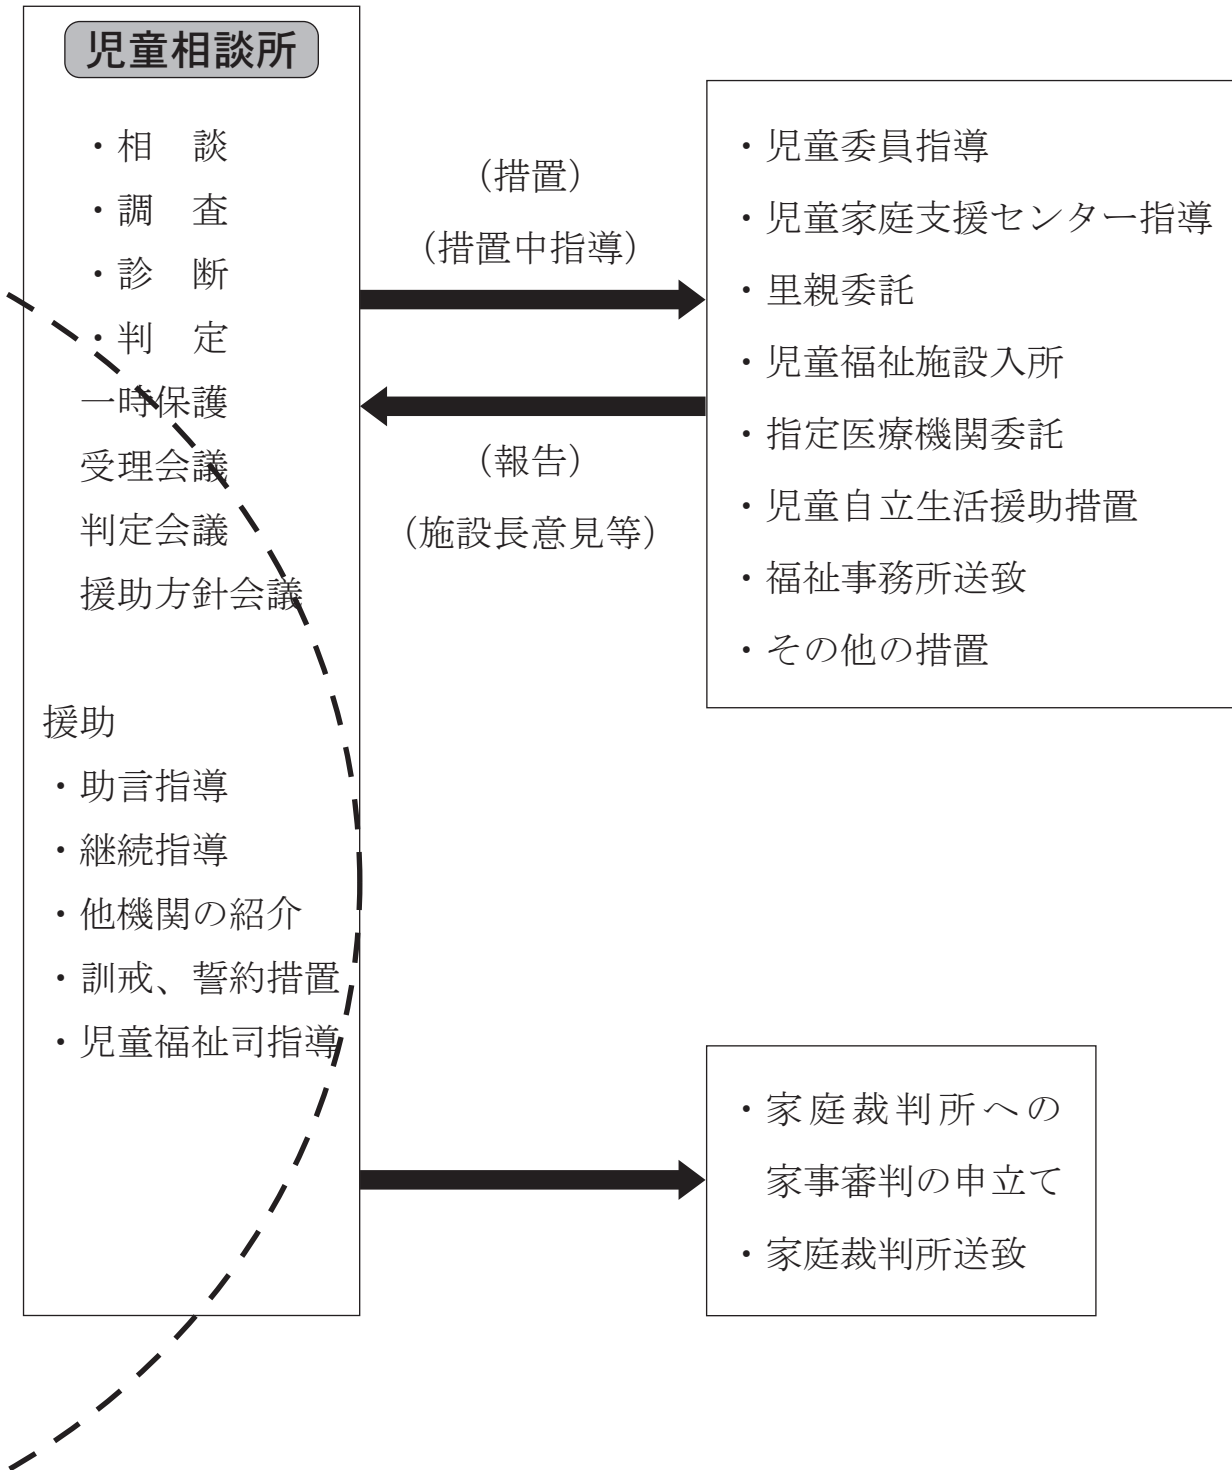 児童相談所
・相　談
・調　査
・診　断
・判　定
一時保護
受理会議
判定会議
援助方針会議
援助
・助言指導
・継続指導
・他機関の紹介
・訓戒、誓約措置
・児童福祉司指導
（措置）
（措置中指導）
（報告）
（施設長意見等）
・児童委員指導
・児童家庭支援センター指導
・里親委託
・児童福祉施設入所
・指定医療機関委託
・児童自立生活援助措置
・福祉事務所送致
・その他の措置
・家庭裁判所への
家事審判の申立て
・家庭裁判所送致